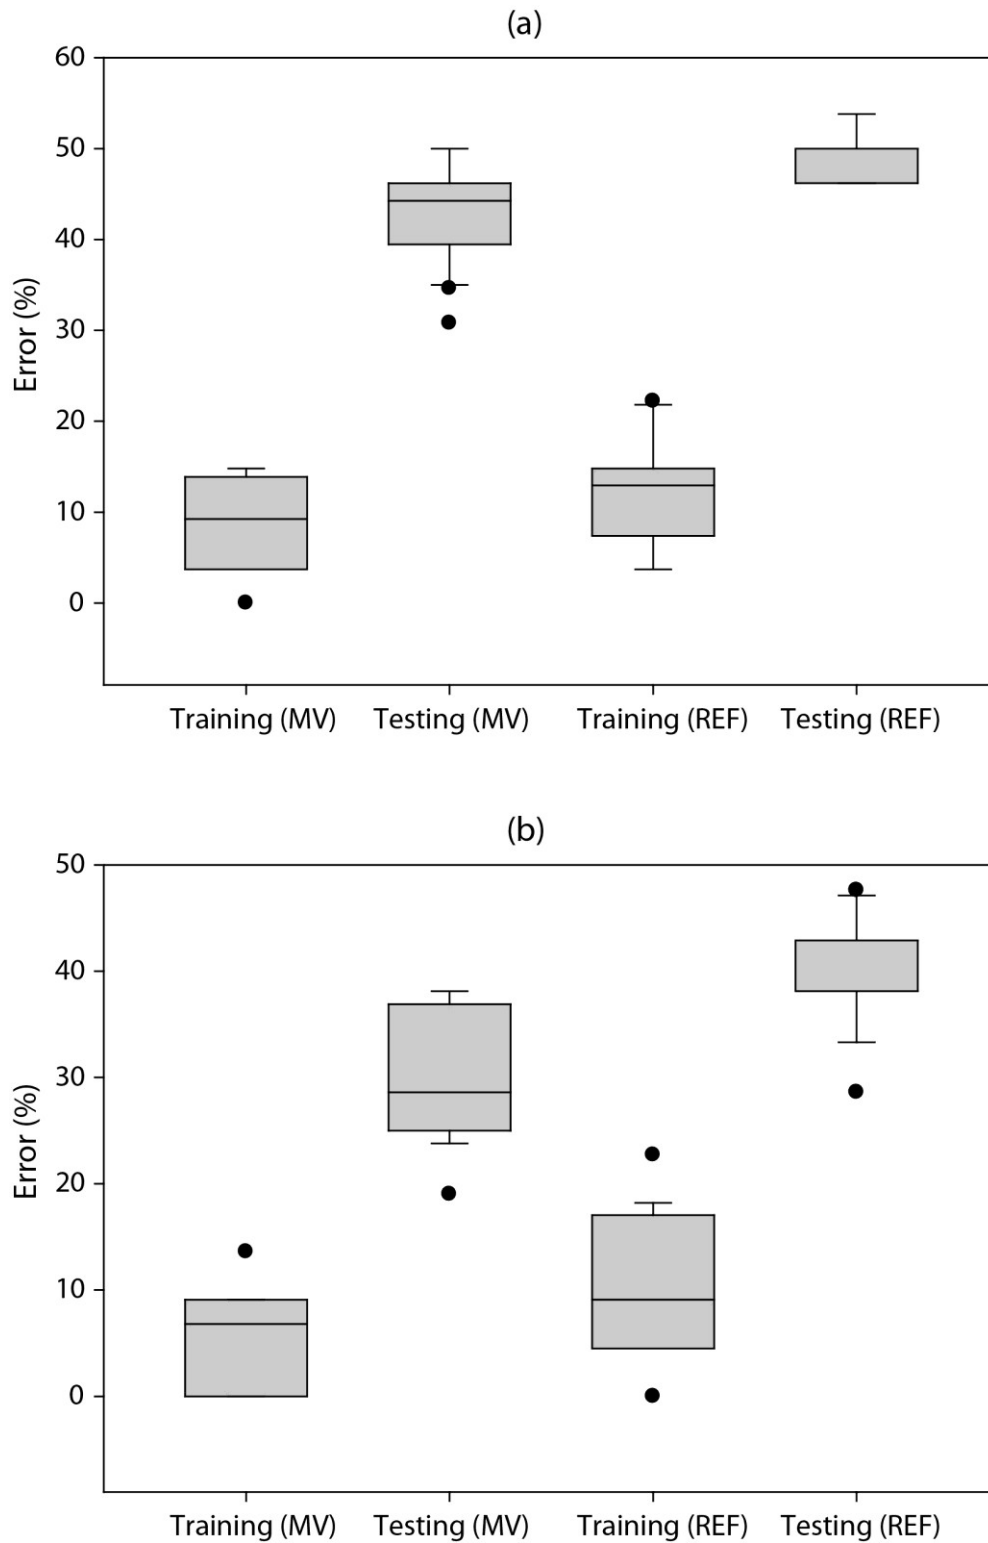 (a)
60
50
40
30
20
10
0
Error (%)
Training (MV) Testing (MV) Training (REF) Testing (REF)
(b)
50
40
30
20
10
0
Error (%)
Training (MV) Testing (MV) Training (REF) Testing (REF)